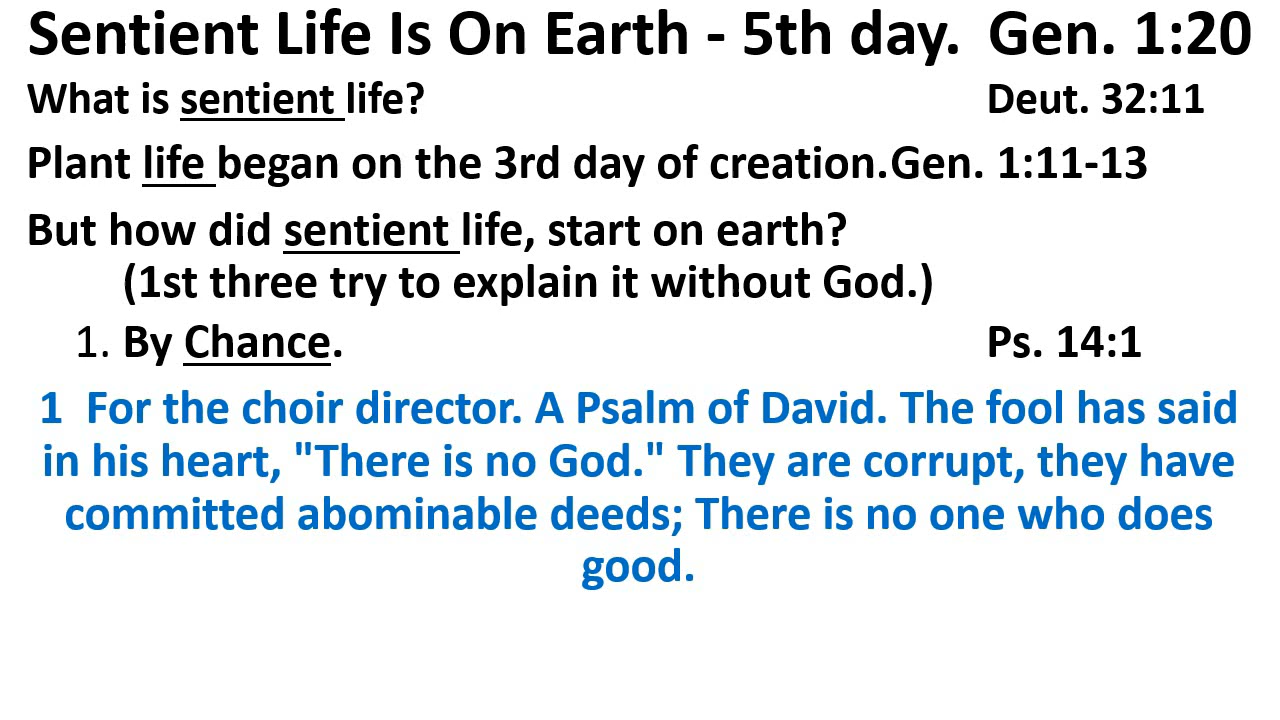 Sentient Life Is On Earth - 5th day. Gen. 1:20
What is sentient life? Deut. 32:11
Plant life began on the 3rd day of creation.Gen. 1:11-13
But how did sentient life, start on earth?
(1st three try to explain it without God.)
1. By Chance. Ps. 14:1
1 For the choir director. A Psalm of David. The fool has said
in his heart, "There is no God." They are corrupt, they have
committed abominable deeds; There is no one who does
good.